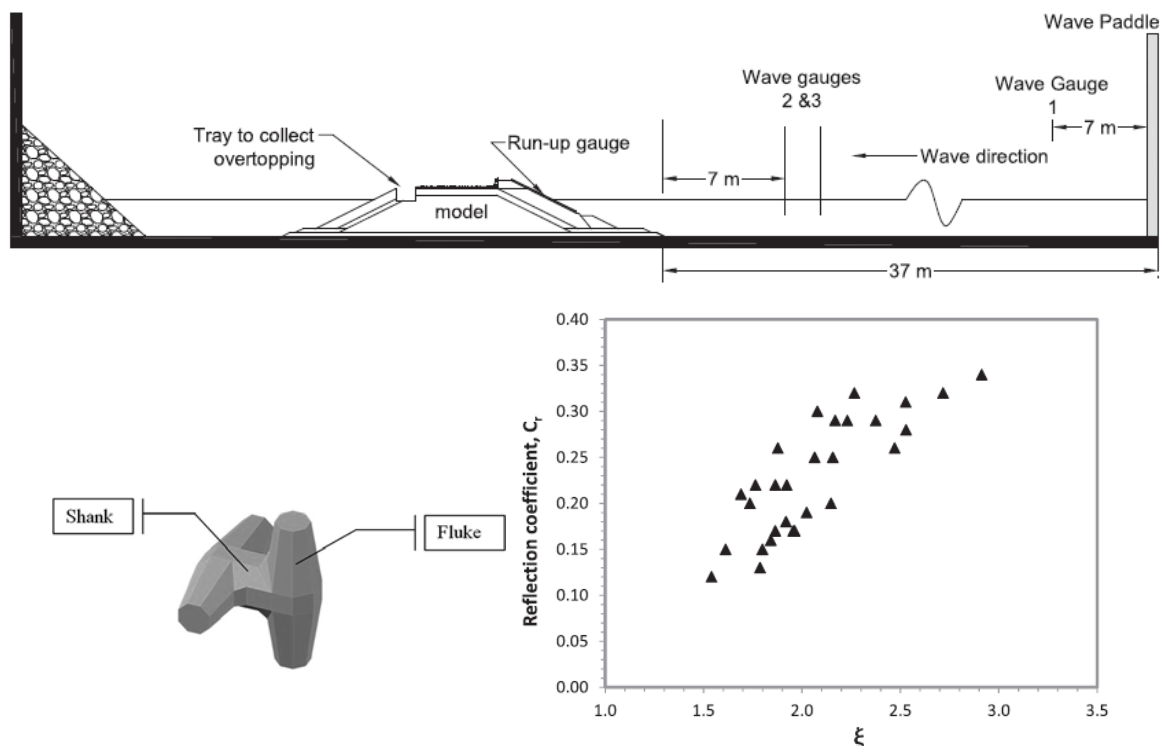 Wave Paddle
Wave gauges
2 &3
Wave Gauge
1
7 m
Tray to collect
overtopping
Run-up gauge
Wave direction
7 m
model
37 m
Shank
Fluke
Reflection coefficient, Cr
0.40
0.35
0.30
0.25
0.20
0.15
0.10
0.05
0.00
1.0 1.5 2.0 2.5 3.0 3.5
ξ